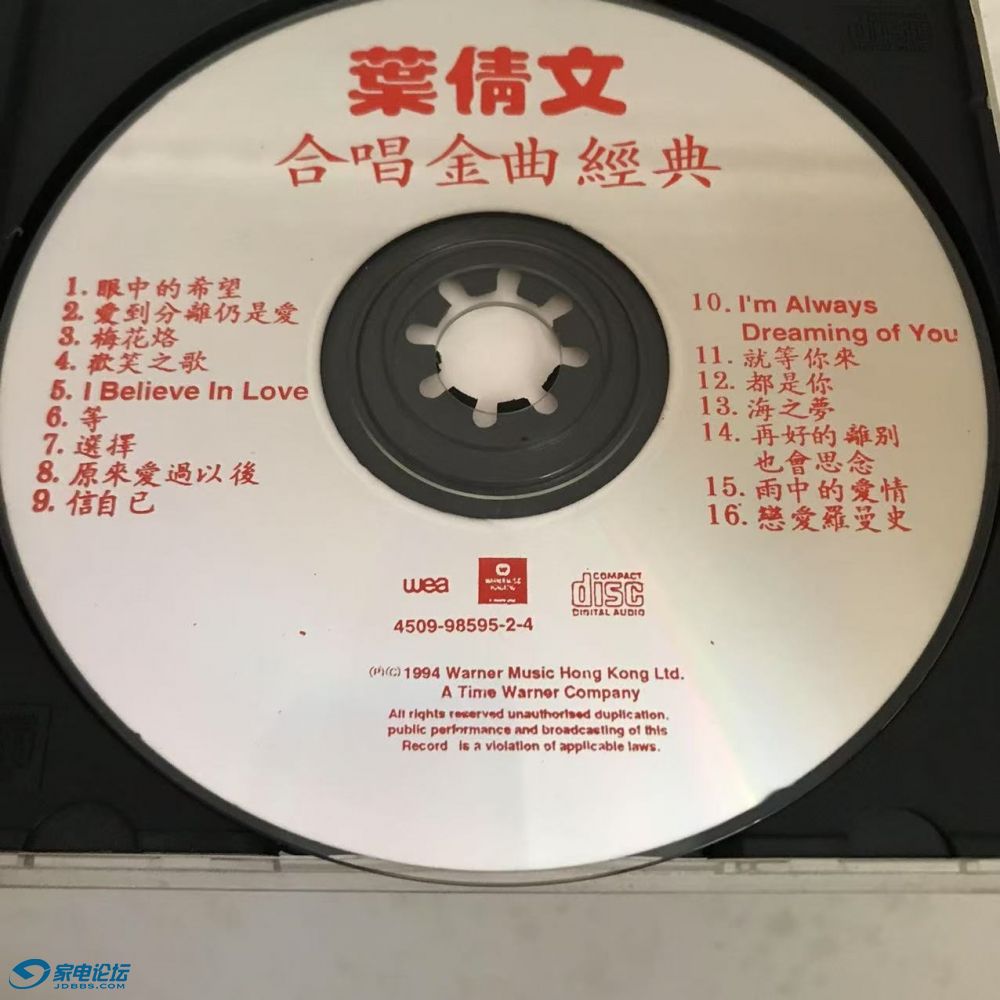 葉倩文
合唱金曲經典
1. 眼中的希望
2. 愛到分離仍是愛
3. 梅花烙
4. 歡笑之歌
5. I Believe In Love
6. 等
7. 選擇
8. 原來愛過以後
9. 信自己
10. I'm Always
Dreaming of You
11. 就等你來
12. 都是你
13. 海之夢
14. 再好的離別
也會思念
15. 雨中的愛情
16. 戀愛羅曼史
wea
COMPACT
disc
DIGITAL AUDIO
4509-98595-2-4
(P)(C) 1994 Warner Music Hong Kong Ltd.
A Time Warner Company
All rights reserved unauthorised duplication,
public performance and broadcasting of this
Record is a violation of applicable laws.
家电论坛
JDBBS.COM